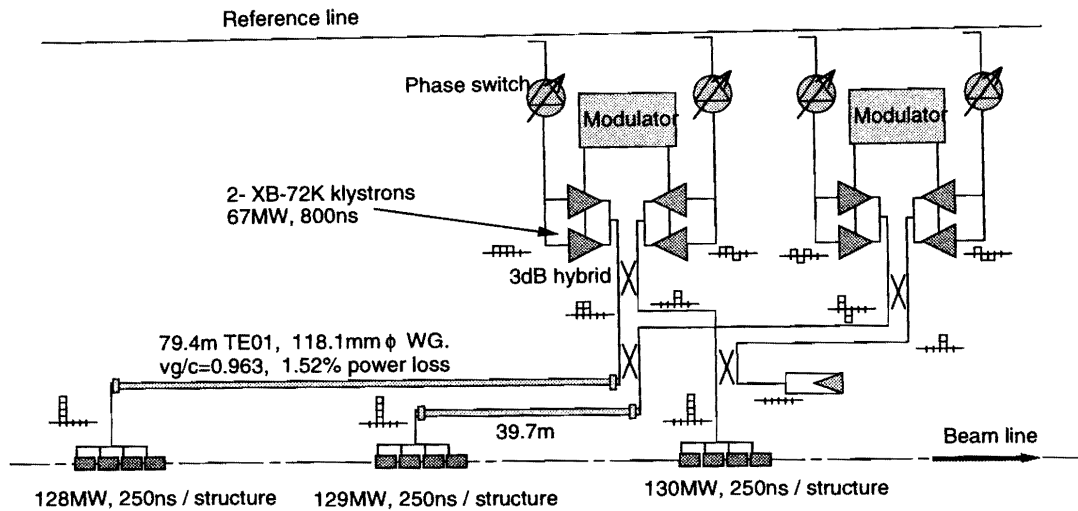 Reference line
Phase switch
Modulator
Modulator
2- XB-72K klystrons
67MW, 800ns
3dB hybrid
79.4m TE01, 118.1mm ϕ WG.
vg/c=0.963, 1.52% power loss
39.7m
Beam line
128MW, 250ns / structure
129MW, 250ns / structure
130MW, 250ns / structure